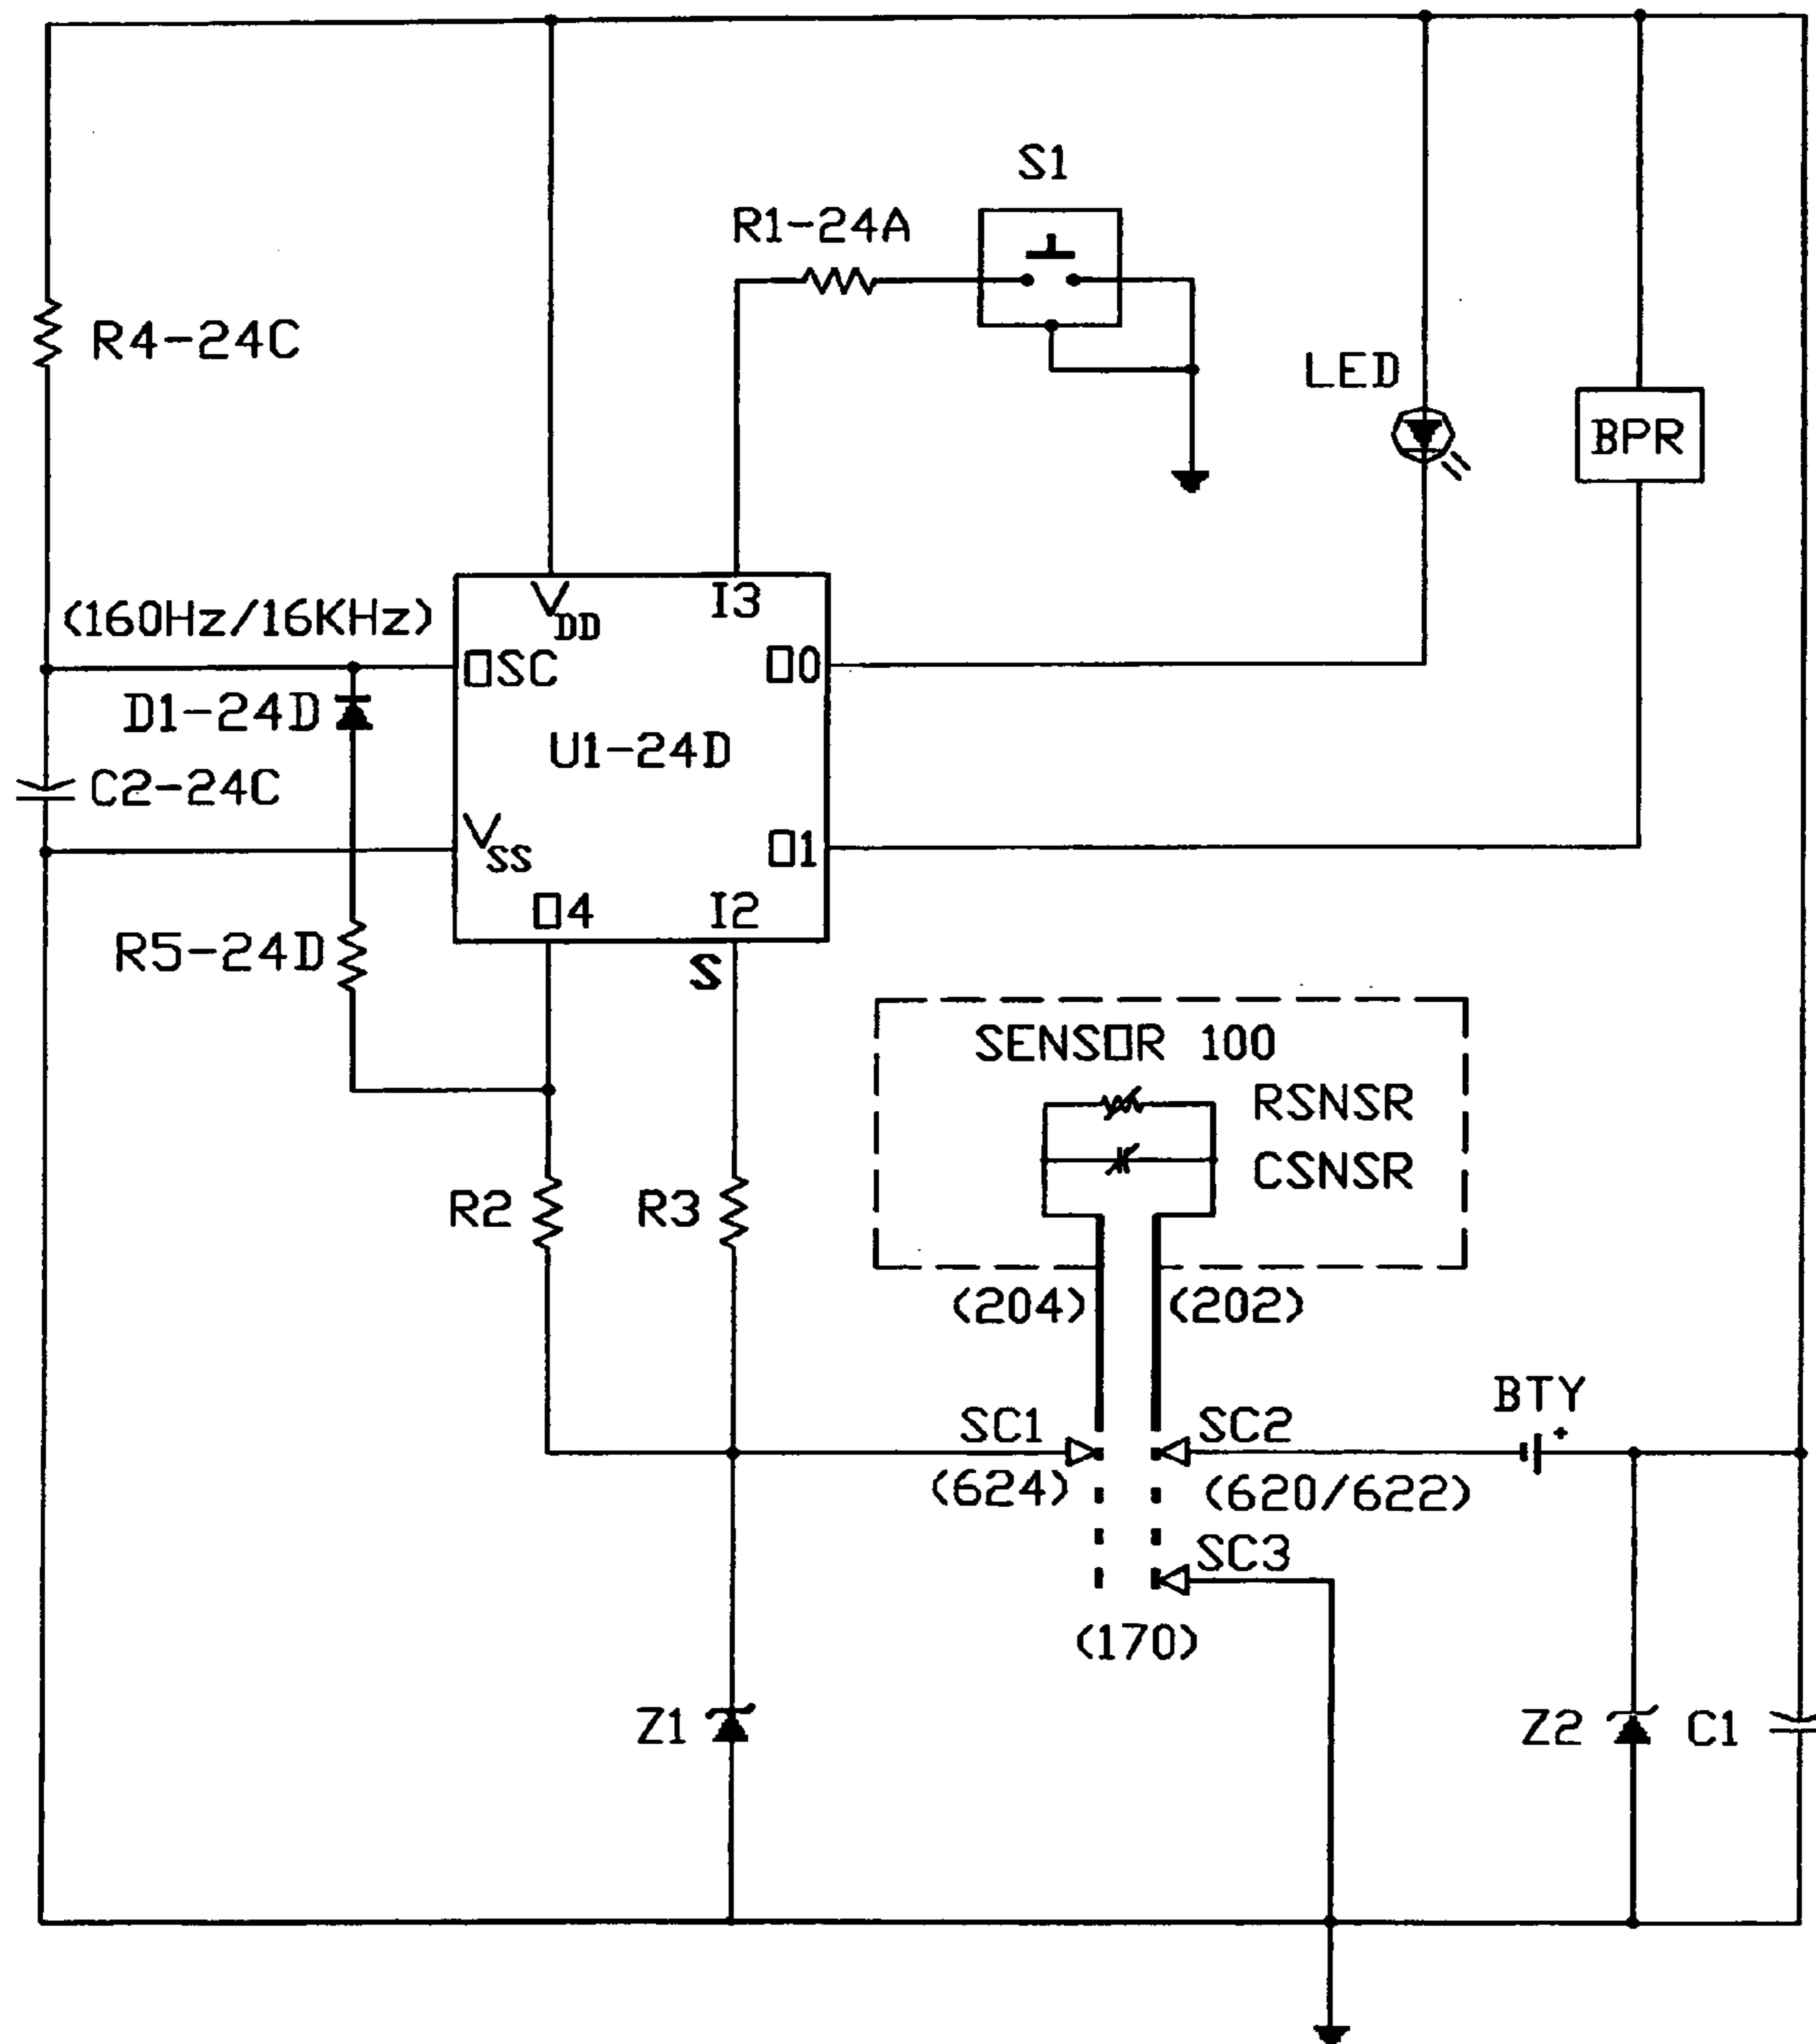 S1
R1-24A
R4-24C
LED
BPR
(160Hz/16KHz)
VDD
I3
OSC
O0
D1-24D
U1-24D
C2-24C
VSS
O1
O4
I2
R5-24D
S
SENSOR 100
RSNSR
CSNSR
R2
R3
(204)
(202)
BTY
+
SC1
SC2
(624)
(620/622)
SC3
(170)
Z1
Z2
C1